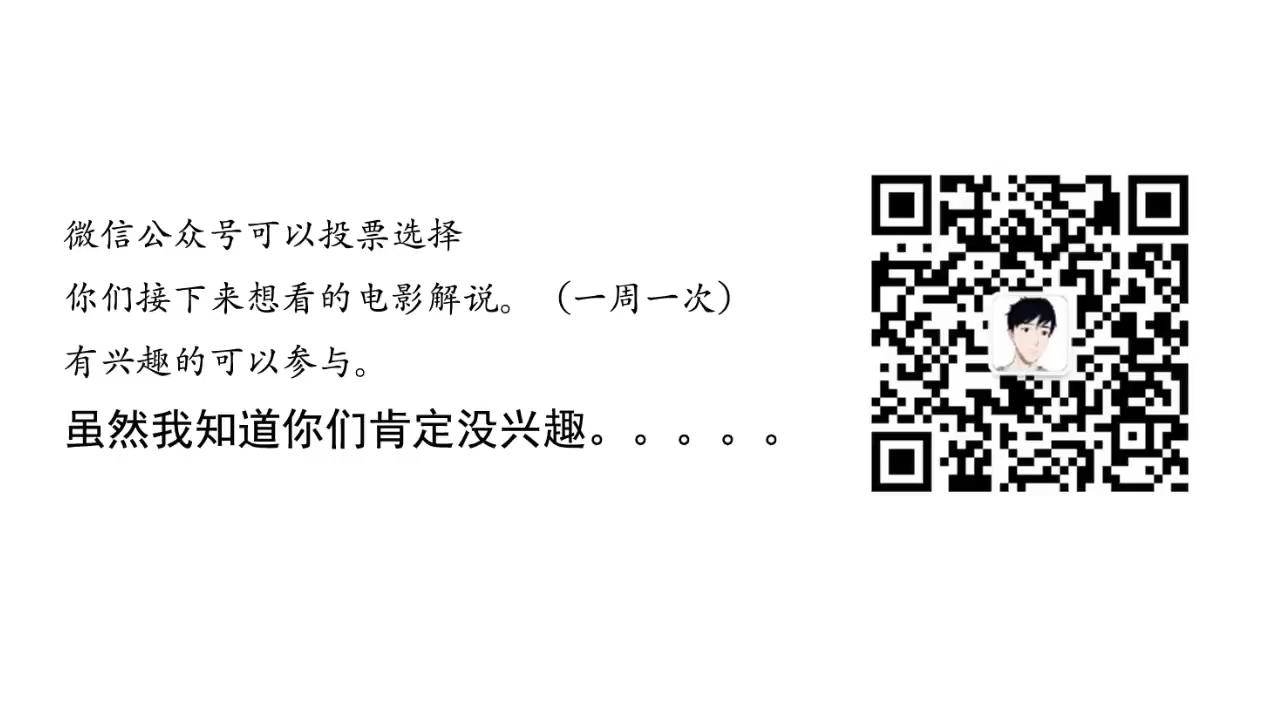 微信公众号可以投票选择
你们接下来想看的电影解说。（一周一次）
有兴趣的可以参与。
虽然我知道你们肯定没兴趣。。。。。